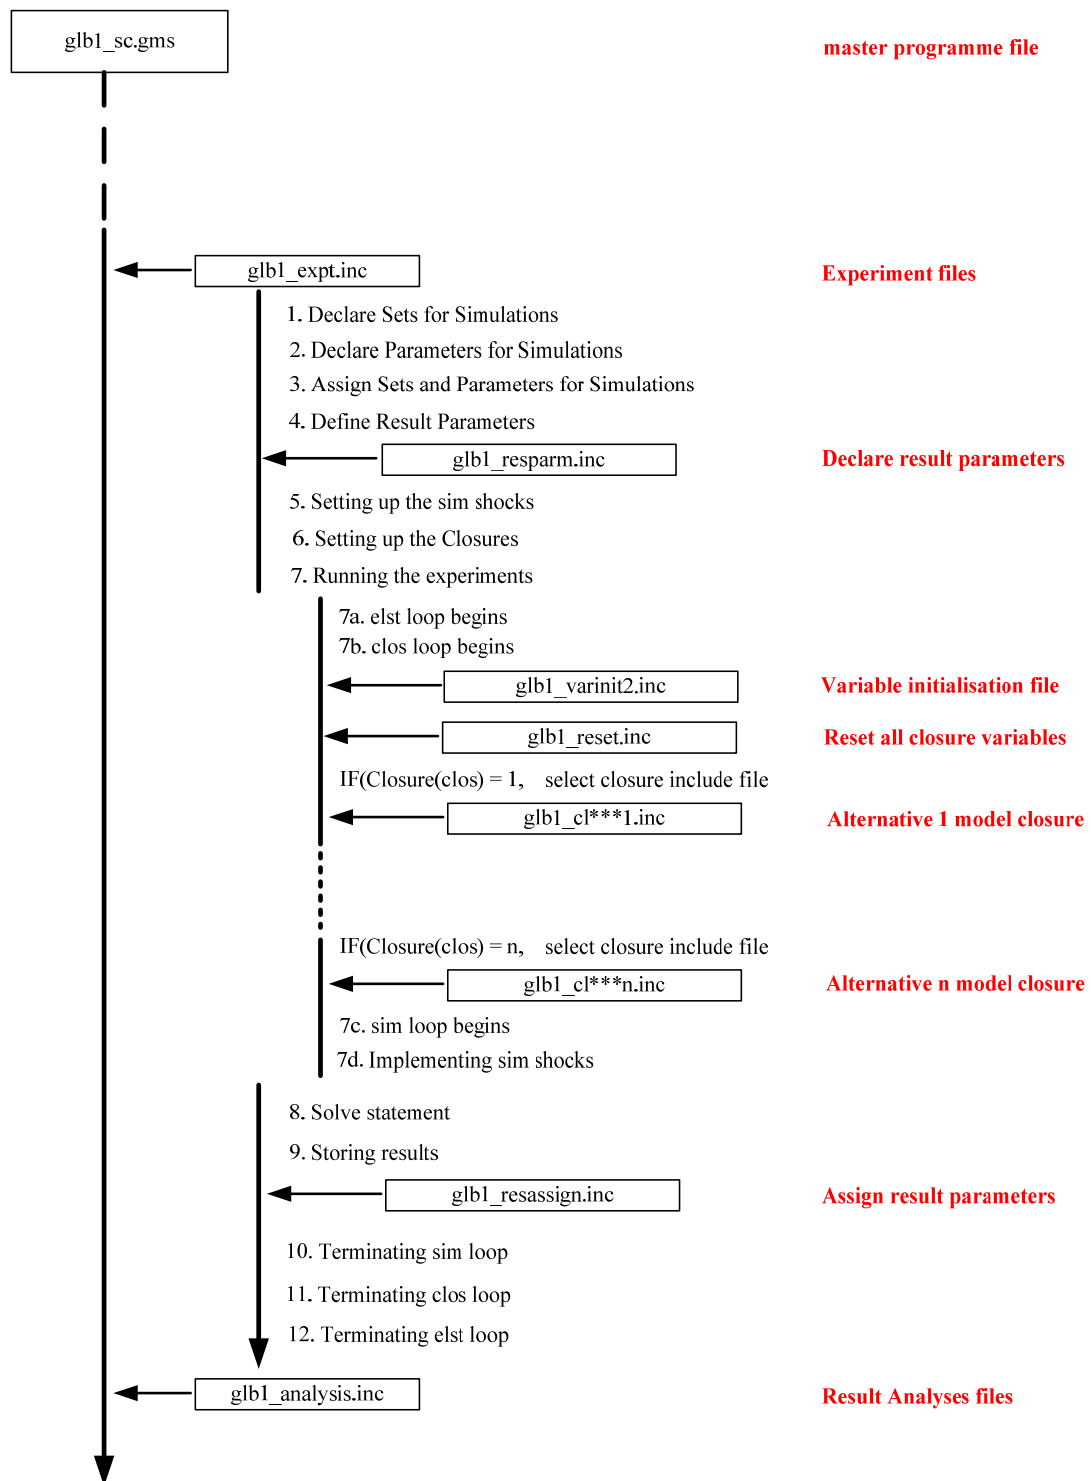 glb1_sc.gms
master programme file
glb1_expt.inc
Experiment files
1. Declare Sets for Simulations
2. Declare Parameters for Simulations
3. Assign Sets and Parameters for Simulations
4. Define Result Parameters
glb1_resparm.inc
Declare result parameters
5. Setting up the sim shocks
6. Setting up the Closures
7. Running the experiments
7a. elst loop begins
7b. clos loop begins
glb1_varinit2.inc
Variable initialisation file
glb1_reset.inc
Reset all closure variables
IF(Closure(clos) = 1, select closure include file
glb1_cl***1.inc
Alternative 1 model closure
IF(Closure(clos) = n, select closure include file
glb1_cl***n.inc
Alternative n model closure
7c. sim loop begins
7d. Implementing sim shocks
8. Solve statement
9. Storing results
glb1_resassign.inc
Assign result parameters
10. Terminating sim loop
11. Terminating clos loop
12. Terminating elst loop
glb1_analysis.inc
Result Analyses files